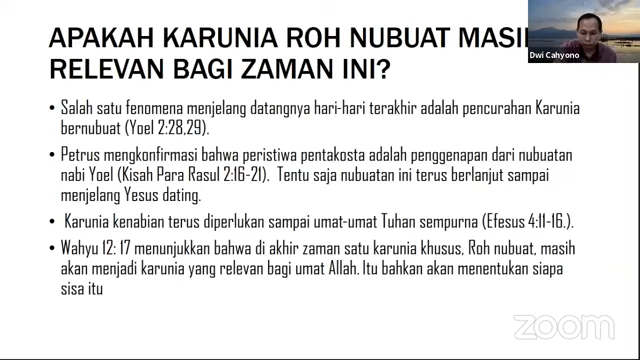 APAKAH KARUNIA ROH NUBUAT MASI
RELEVAN BAGI ZAMAN INI?
Dwi Cahyono
• Salah satu fenomena menjelang datangnya hari-hari terakhir adalah pencurahan Karunia
bernubuat (Yoel 2:28,29).
• Petrus mengkonfirmasi bahwa peristiwa pentakosta adalah penggenapan dari nubuatan
nabi Yoel (Kisah Para Rasul 2:16-21). Tentu saja nubuatan ini terus berlanjut sampai
menjelang Yesus dating.
• Karunia kenabian terus diperlukan sampai umat-umat Tuhan sempurna (Efesus 4:11-16.).
• Wahyu 12: 17 menunjukkan bahwa di akhir zaman satu karunia khusus, Roh nubuat, masih
akan menjadi karunia yang relevan bagi umat Allah. Itu bahkan akan menentukan siapa
sisa itu
zoom